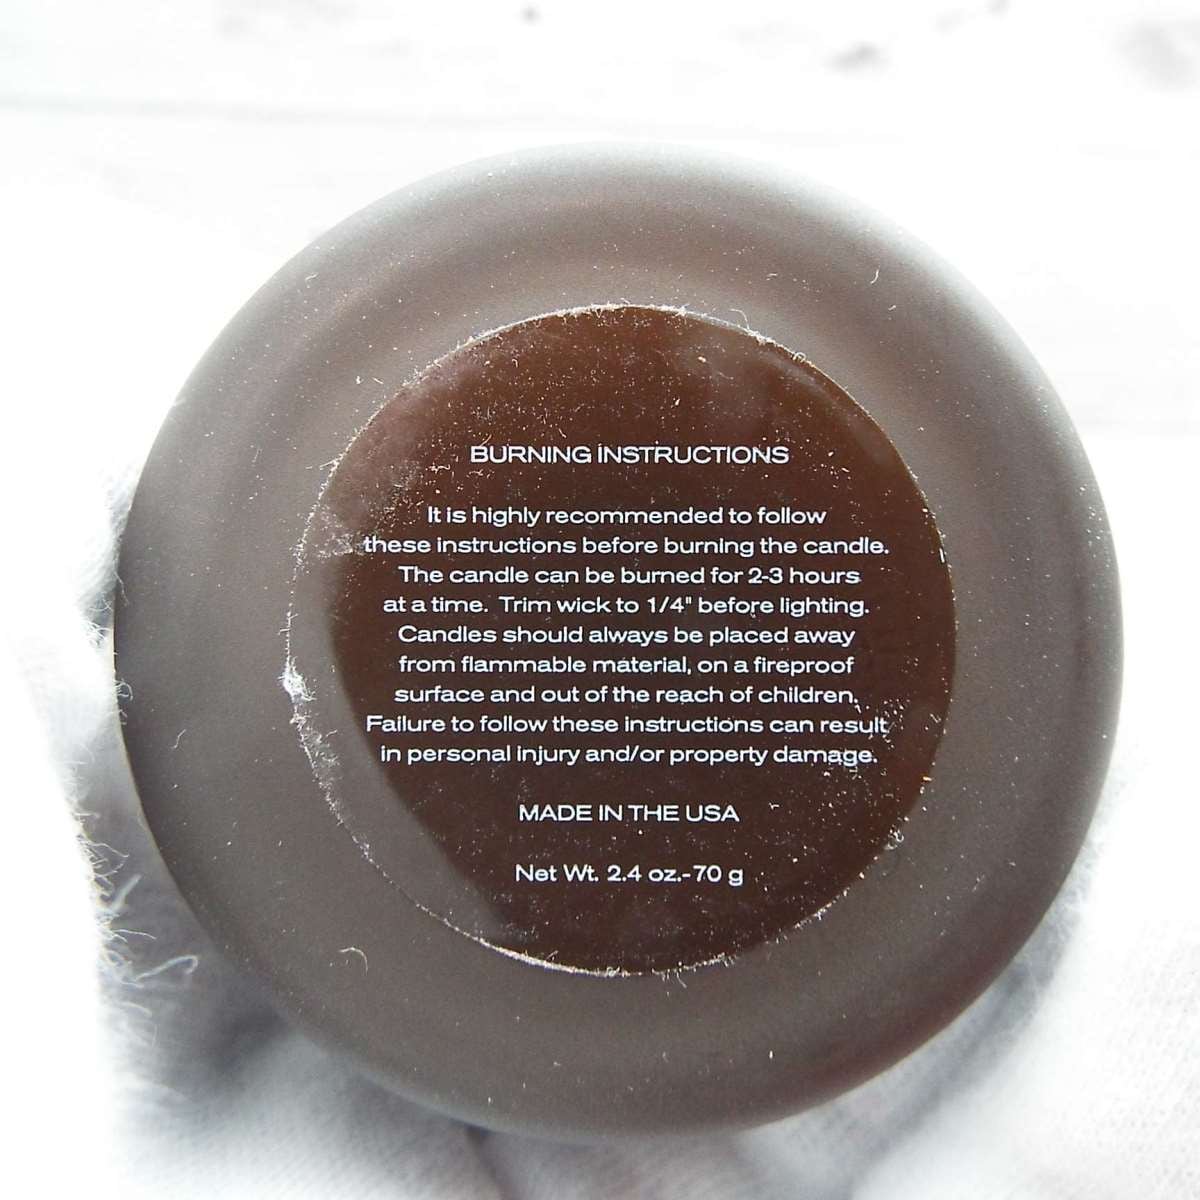 BURNING INSTRUCTIONS
It is highly recommended to follow
these instructions before burning the candle.
The candle can be burned for 2-3 hours
at a time. Trim wick to 1/4" before lighting.
Candles should always be placed away
from flammable material, on a fireproof
surface and out of the reach of children.
Failure to follow these instructions can result
in personal injury and/or property damage.
MADE IN THE USA
Net Wt. 2.4 oz.-70 g